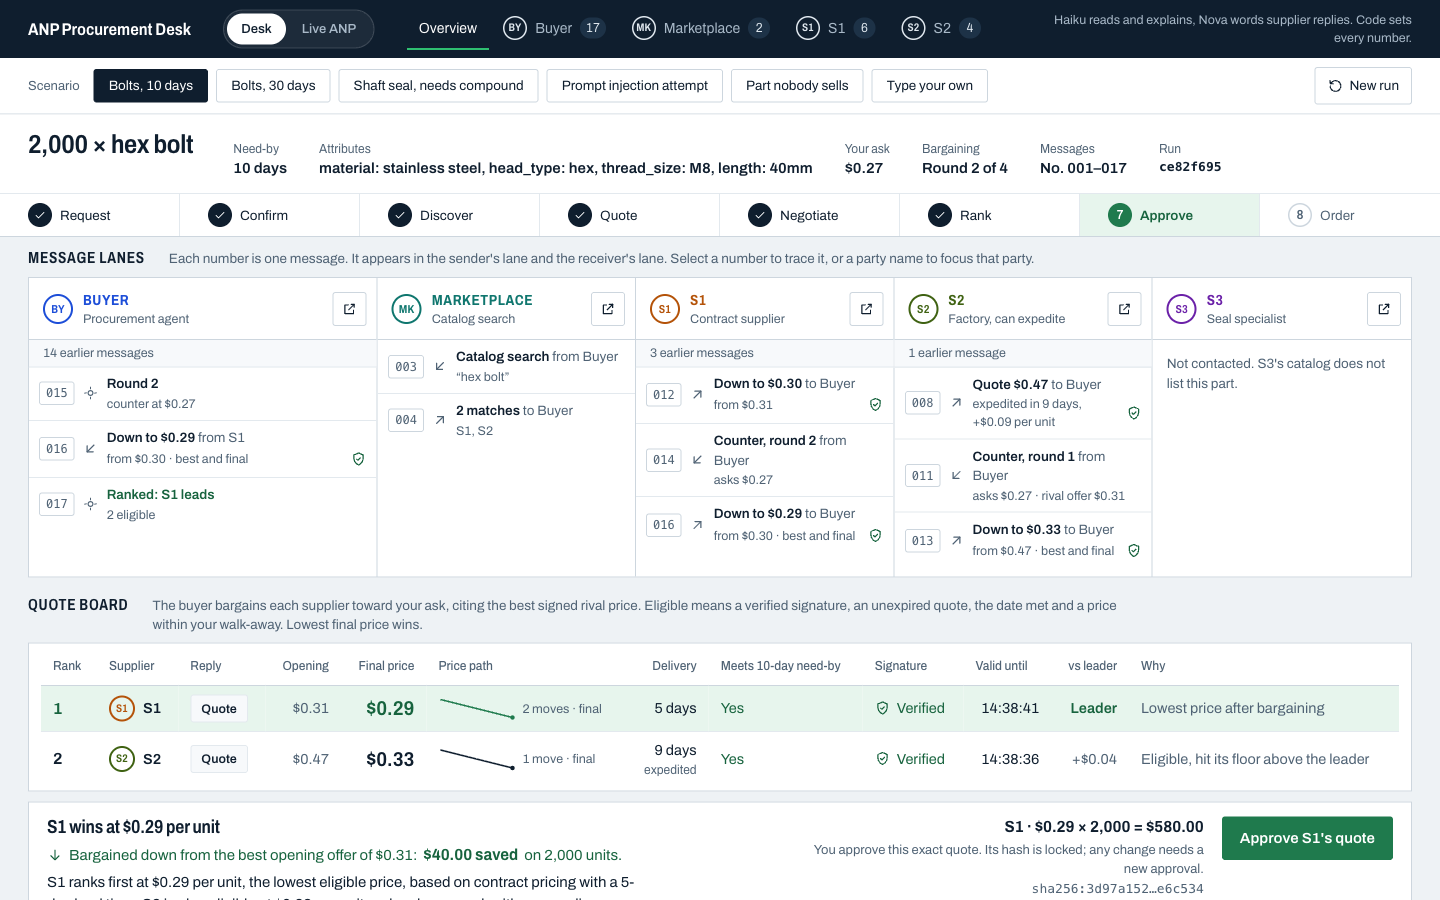 ANP Procurement Desk
Desk
Live ANP
Overview
BY Buyer 17
MK Marketplace 2
S1 S1 6
S2 S2 4
Haiku reads and explains, Nova words supplier replies. Code sets
every number.
Scenario
Bolts, 10 days
Bolts, 30 days
Shaft seal, needs compound
Prompt injection attempt
Part nobody sells
Type your own
New run
2,000 × hex bolt
Need-by
10 days
Attributes
material: stainless steel, head_type: hex, thread_size: M8, length: 40mm
Your ask
$0.27
Bargaining
Round 2 of 4
Messages
No. 001–017
Run
ce82f695
Request
Confirm
Discover
Quote
Negotiate
Rank
7 Approve
8 Order
MESSAGE LANES
Each number is one message. It appears in the sender's lane and the receiver's lane. Select a number to trace it, or a party name to focus that party.
BY BUYER
Procurement agent
14 earlier messages
015 Round 2
counter at $0.27
016 Down to $0.29 from S1
from $0.30 · best and final
017 Ranked: S1 leads
2 eligible
MK MARKETPLACE
Catalog search
003 Catalog search from Buyer
“hex bolt”
004 2 matches to Buyer
S1, S2
S1 S1
Contract supplier
3 earlier messages
012 Down to $0.30 to Buyer
from $0.31
014 Counter, round 2 from
Buyer
asks $0.27
016 Down to $0.29 to Buyer
from $0.30 · best and final
S2 S2
Factory, can expedite
1 earlier message
008 Quote $0.47 to Buyer
expedited in 9 days,
+$0.09 per unit
011 Counter, round 1 from
Buyer
asks $0.27 · rival offer $0.31
013 Down to $0.33 to Buyer
from $0.47 · best and final
S3 S3
Seal specialist
Not contacted. S3's catalog does not
list this part.
QUOTE BOARD
The buyer bargains each supplier toward your ask, citing the best signed rival price. Eligible means a verified signature, an unexpired quote, the date met and a price
within your walk-away. Lowest final price wins.
Rank Supplier Reply Opening Final price Price path Delivery Meets 10-day need-by Signature Valid until vs leader Why
1 S1 S1 Quote $0.31 $0.29 2 moves · final 5 days Yes Verified 14:38:41 Leader Lowest price after bargaining
2 S2 S2 Quote $0.47 $0.33 1 move · final 9 days Yes Verified 14:38:36 +$0.04 Eligible, hit its floor above the leader
expedited
S1 wins at $0.29 per unit
Bargained down from the best opening offer of $0.31: $40.00 saved on 2,000 units.
S1 ranks first at $0.29 per unit, the lowest eligible price, based on contract pricing with a 5-
S1 · $0.29 × 2,000 = $580.00
You approve this exact quote. Its hash is locked; any change needs a
new approval.
sha256:3d97a152…e6c534
Approve S1's quote